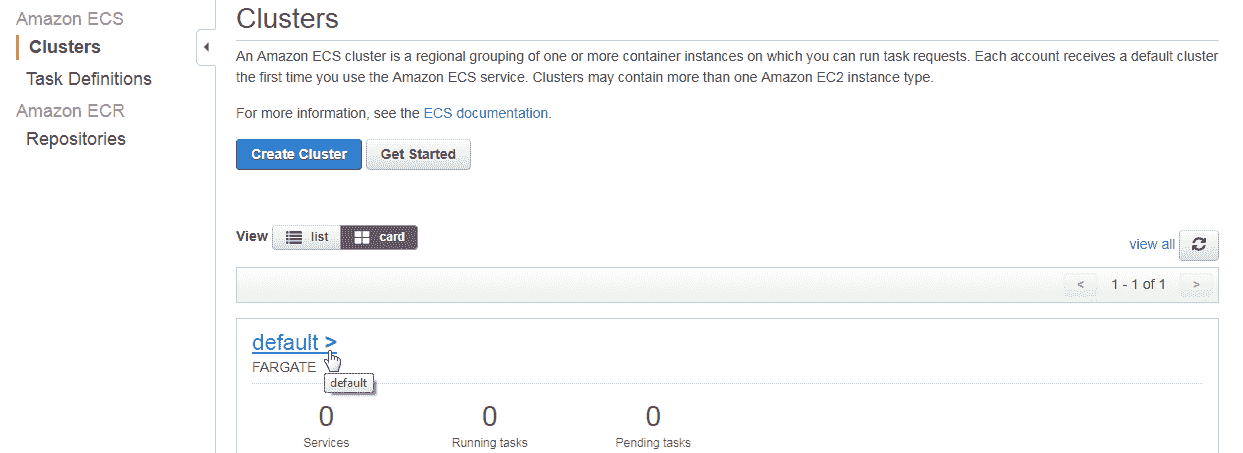 Amazon ECS
Clusters
Task Definitions
Amazon ECR
Repositories
Clusters
An Amazon ECS cluster is a regional grouping of one or more container instances on which you can run task requests. Each account receives a default cluster
the first time you use the Amazon ECS service. Clusters may contain more than one Amazon EC2 instance type.
For more information, see the ECS documentation.
Create Cluster Get Started
View list card
view all
< 1 - 1 of 1 >
default >
FARGATE
default
0 0 0
Services Running tasks Pending tasks